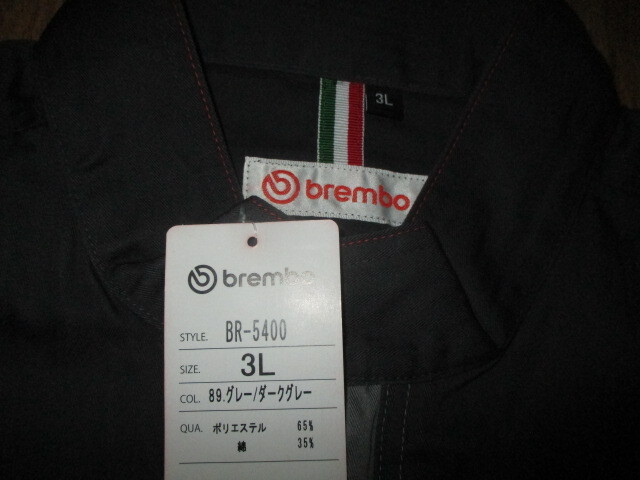 3L
brembo
brembo
STYLE. BR-5400
SIZE. 3L
COL. 89.グレー/ダークグレー
QUA. ポリエステル 65%
綿 35%